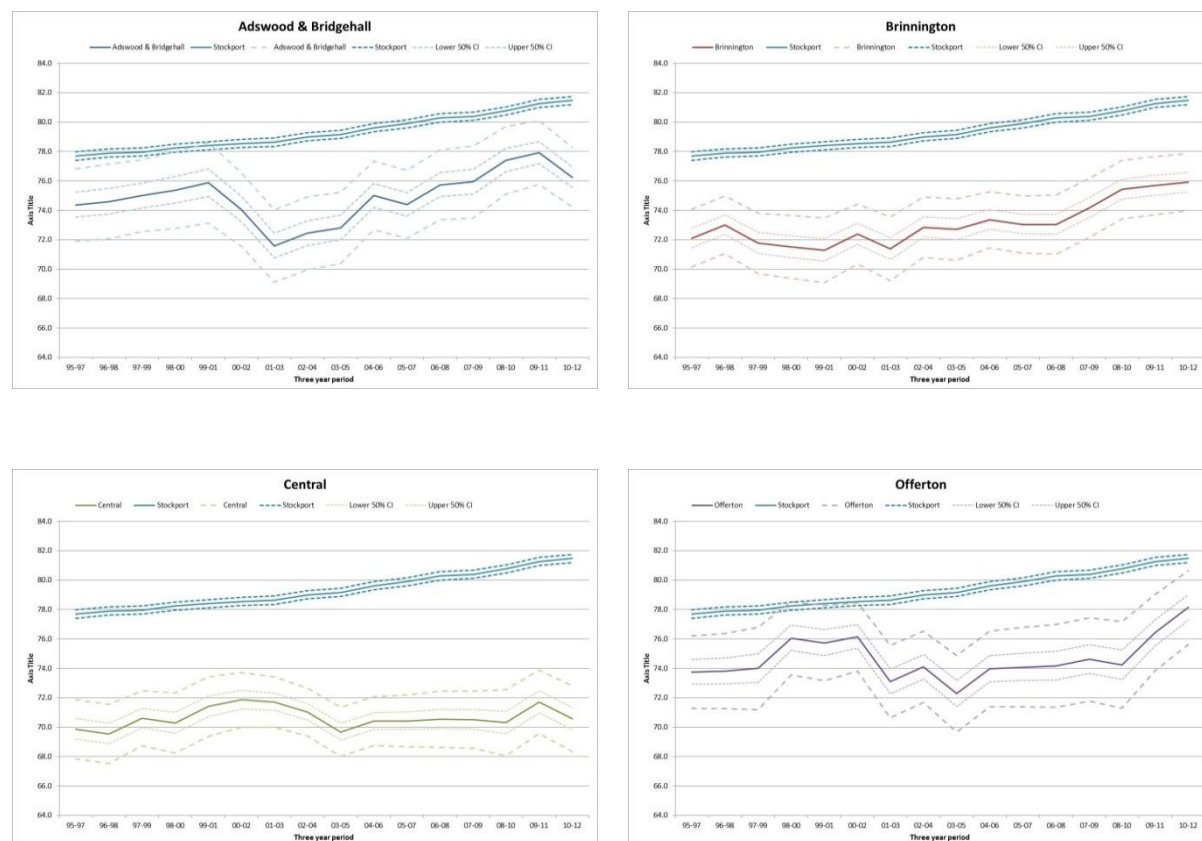 Adswood & Bridgehall
Adswood & Bridgehall Stockport Adswood & Bridgehall Stockport Lower 50% CI Upper 50% CI
84.0
82.0
80.0
78.0
76.0
74.0
72.0
70.0
68.0
66.0
64.0
Axis Title
95-97 96-98 97-99 98-00 99-01 00-02 01-03 02-04 03-05 04-06 05-07 06-08 07-09 08-10 09-11 10-12
Three year period
Brinnington
Brinnington Stockport Brinnington Stockport Lower 50% CI Upper 50% CI
84.0
82.0
80.0
78.0
76.0
74.0
72.0
70.0
68.0
66.0
64.0
Axis Title
95-97 96-98 97-99 98-00 99-01 00-02 01-03 02-04 03-05 04-06 05-07 06-08 07-09 08-10 09-11 10-12
Three year period
Central
Central Stockport Central Stockport Lower 50% CI Upper 50% CI
84.0
82.0
80.0
78.0
76.0
74.0
72.0
70.0
68.0
66.0
64.0
Axis Title
95-97 96-98 97-99 98-00 99-01 00-02 01-03 02-04 03-05 04-06 05-07 06-08 07-09 08-10 09-11 10-12
Three year period
Offerton
Offerton Stockport Offerton Stockport Lower 50% CI Upper 50% CI
84.0
82.0
80.0
78.0
76.0
74.0
72.0
70.0
68.0
66.0
64.0
Axis Title
95-97 96-98 97-99 98-00 99-01 00-02 01-03 02-04 03-05 04-06 05-07 06-08 07-09 08-10 09-11 10-12
Three year period